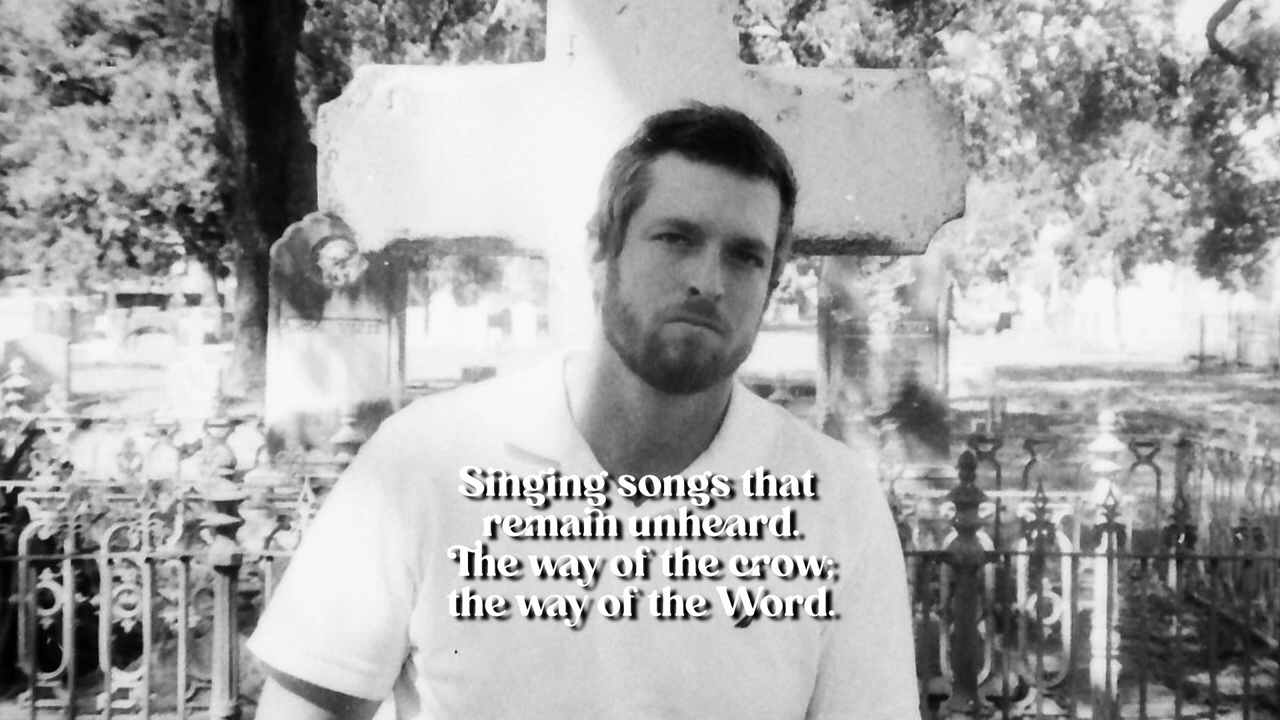 Singing songs that
remain unheard.
The way of the crow;
the way of the Word.